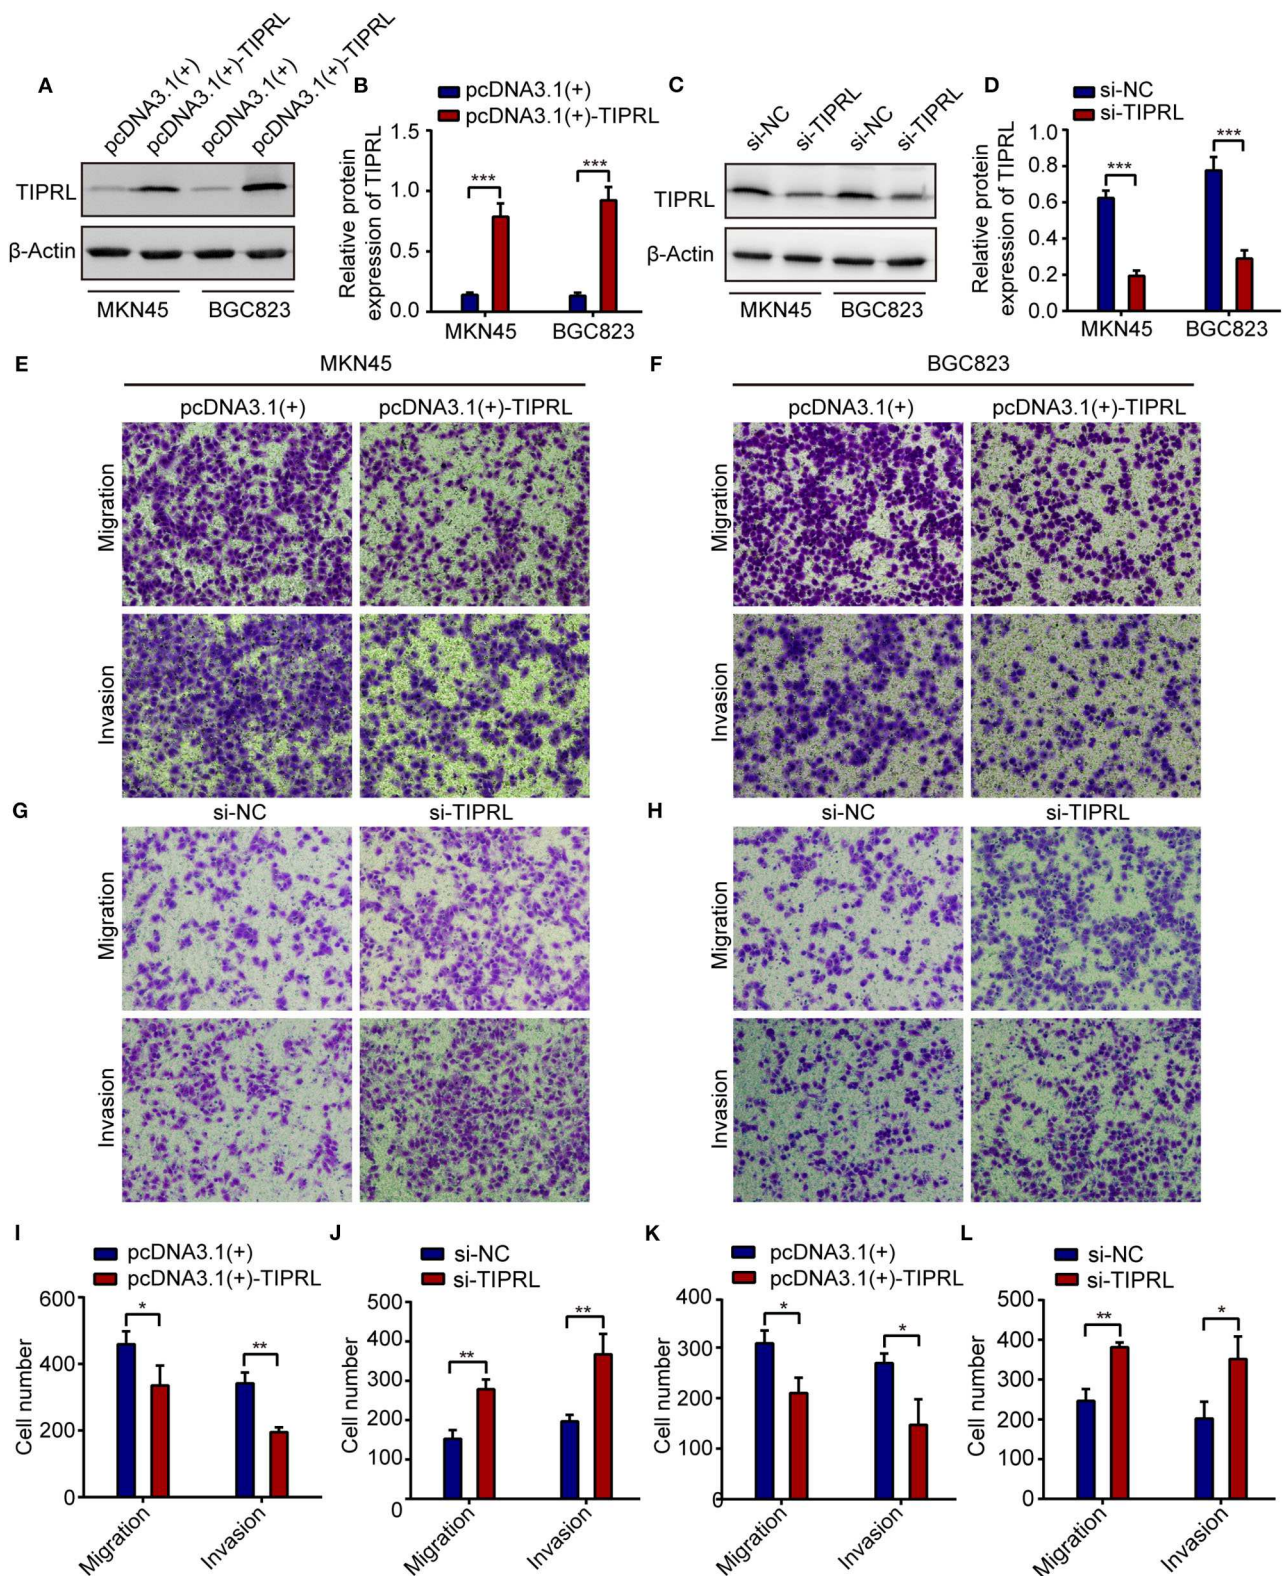 A
pcDNA3.1(+)
pcDNA3.1(+)-TIPRL
pcDNA3.1(+)
pcDNA3.1(+)-TIPRL
TIPRL
β-Actin
MKN45
BGC823
B
pcDNA3.1(+)
pcDNA3.1(+)-TIPRL
Relative protein
expression of TIPRL
1.5
1.0
0.5
0.0
***
***
MKN45
BGC823
C
si-NC
si-TIPRL
si-NC
si-TIPRL
TIPRL
β-Actin
MKN45
BGC823
D
si-NC
si-TIPRL
Relative protein
expression of TIPRL
1.0
0.8
0.6
0.4
0.2
0.0
***
***
MKN45
BGC823
E
MKN45
pcDNA3.1(+)
pcDNA3.1(+)-TIPRL
Migration
Invasion
F
BGC823
pcDNA3.1(+)
pcDNA3.1(+)-TIPRL
Migration
Invasion
G
si-NC
si-TIPRL
Migration
Invasion
H
si-NC
si-TIPRL
Migration
Invasion
I
pcDNA3.1(+)
pcDNA3.1(+)-TIPRL
Cell number
600
400
200
0
*
**
Migration
Invasion
J
si-NC
si-TIPRL
Cell number
500
400
300
200
100
0
**
**
Migration
Invasion
K
pcDNA3.1(+)
pcDNA3.1(+)-TIPRL
Cell number
400
300
200
100
0
*
*
Migration
Invasion
L
si-NC
si-TIPRL
Cell number
500
400
300
200
100
0
**
*
Migration
Invasion